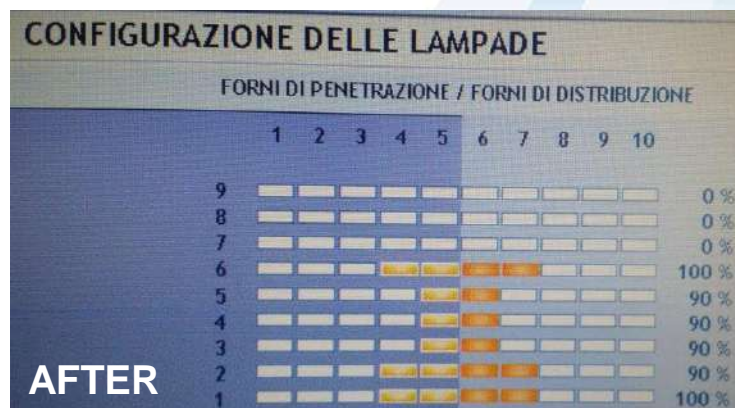 CONFIGURAZIONE DELLE LAMPADE
FORNI DI PENETRAZIONE / FORNI DI DISTRIBUZIONE
1 2 3 4 5 6 7 8 9 10
9 0 %
8 0 %
7 0 %
6 100 %
5 90 %
4 90 %
3 90 %
2 90 %
1 100 %
AFTER